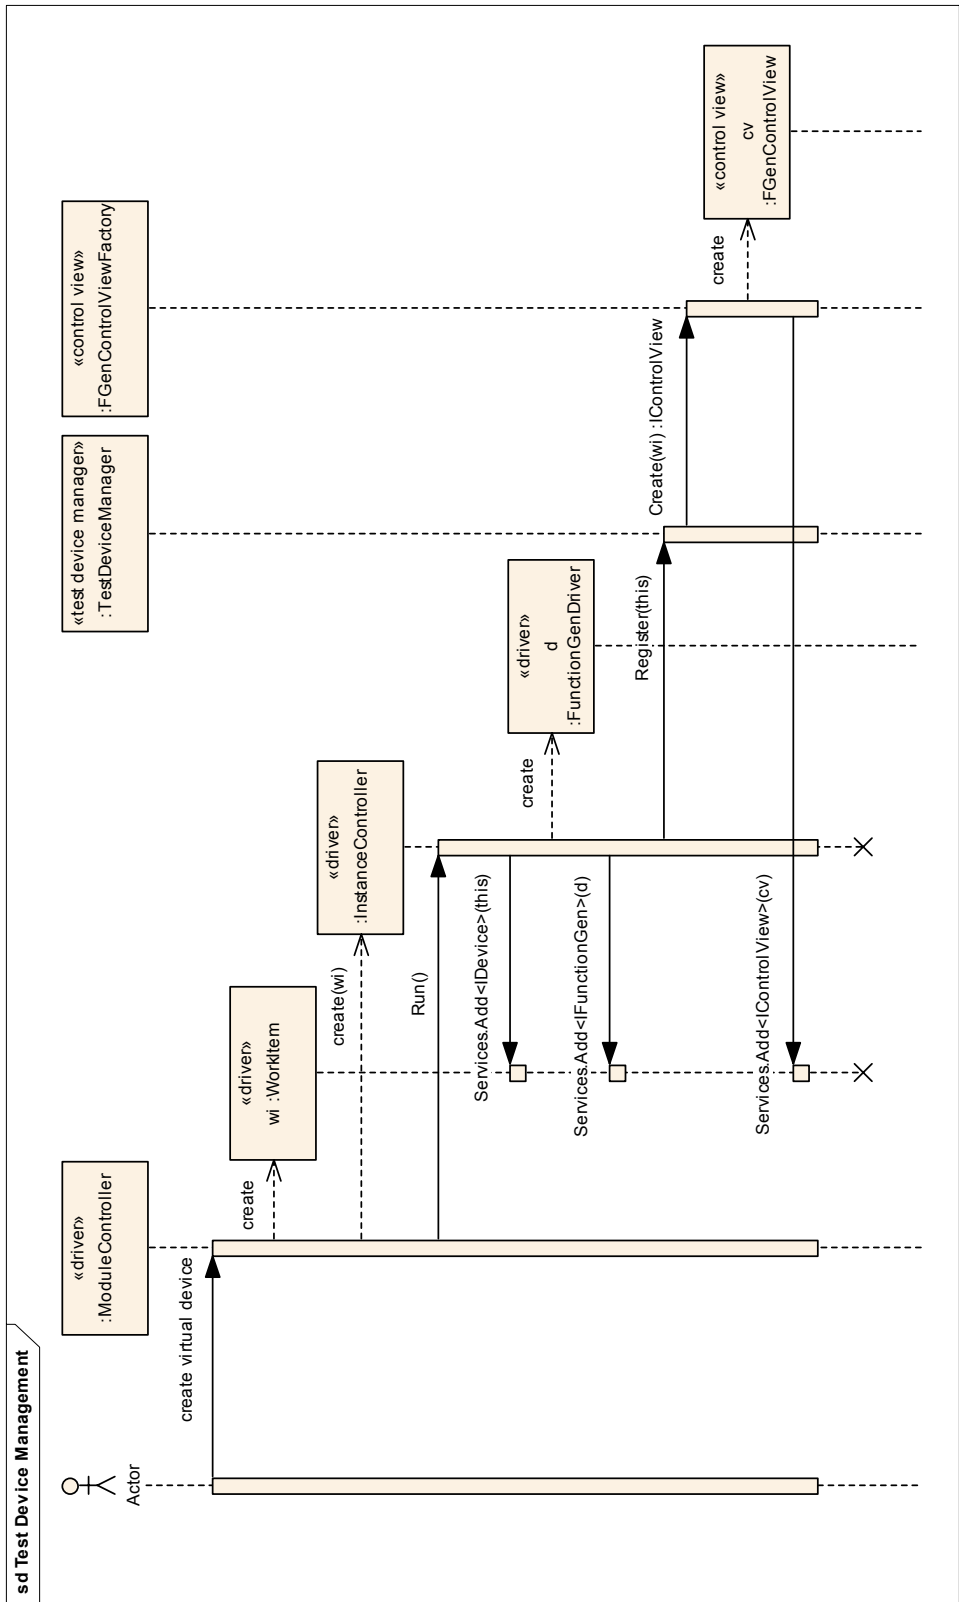 sd Test Device Management
Actor
«driver»
:ModuleController
«driver»
wi :WorkItem
«driver»
:InstanceController
«driver»
d
:FunctionGenDriver
«test device manager»
:TestDeviceManager
«control view»
:FGenControlViewFactory
«control view»
cv
:FGenControlView
create virtual device
create
create(wi)
Run()
Services.Add<IDevice>(this)
create
Services.Add<IFunctionGen>(d)
Register(this)
Create(wi) :IControlView
create
Services.Add<IControlView>(cv)